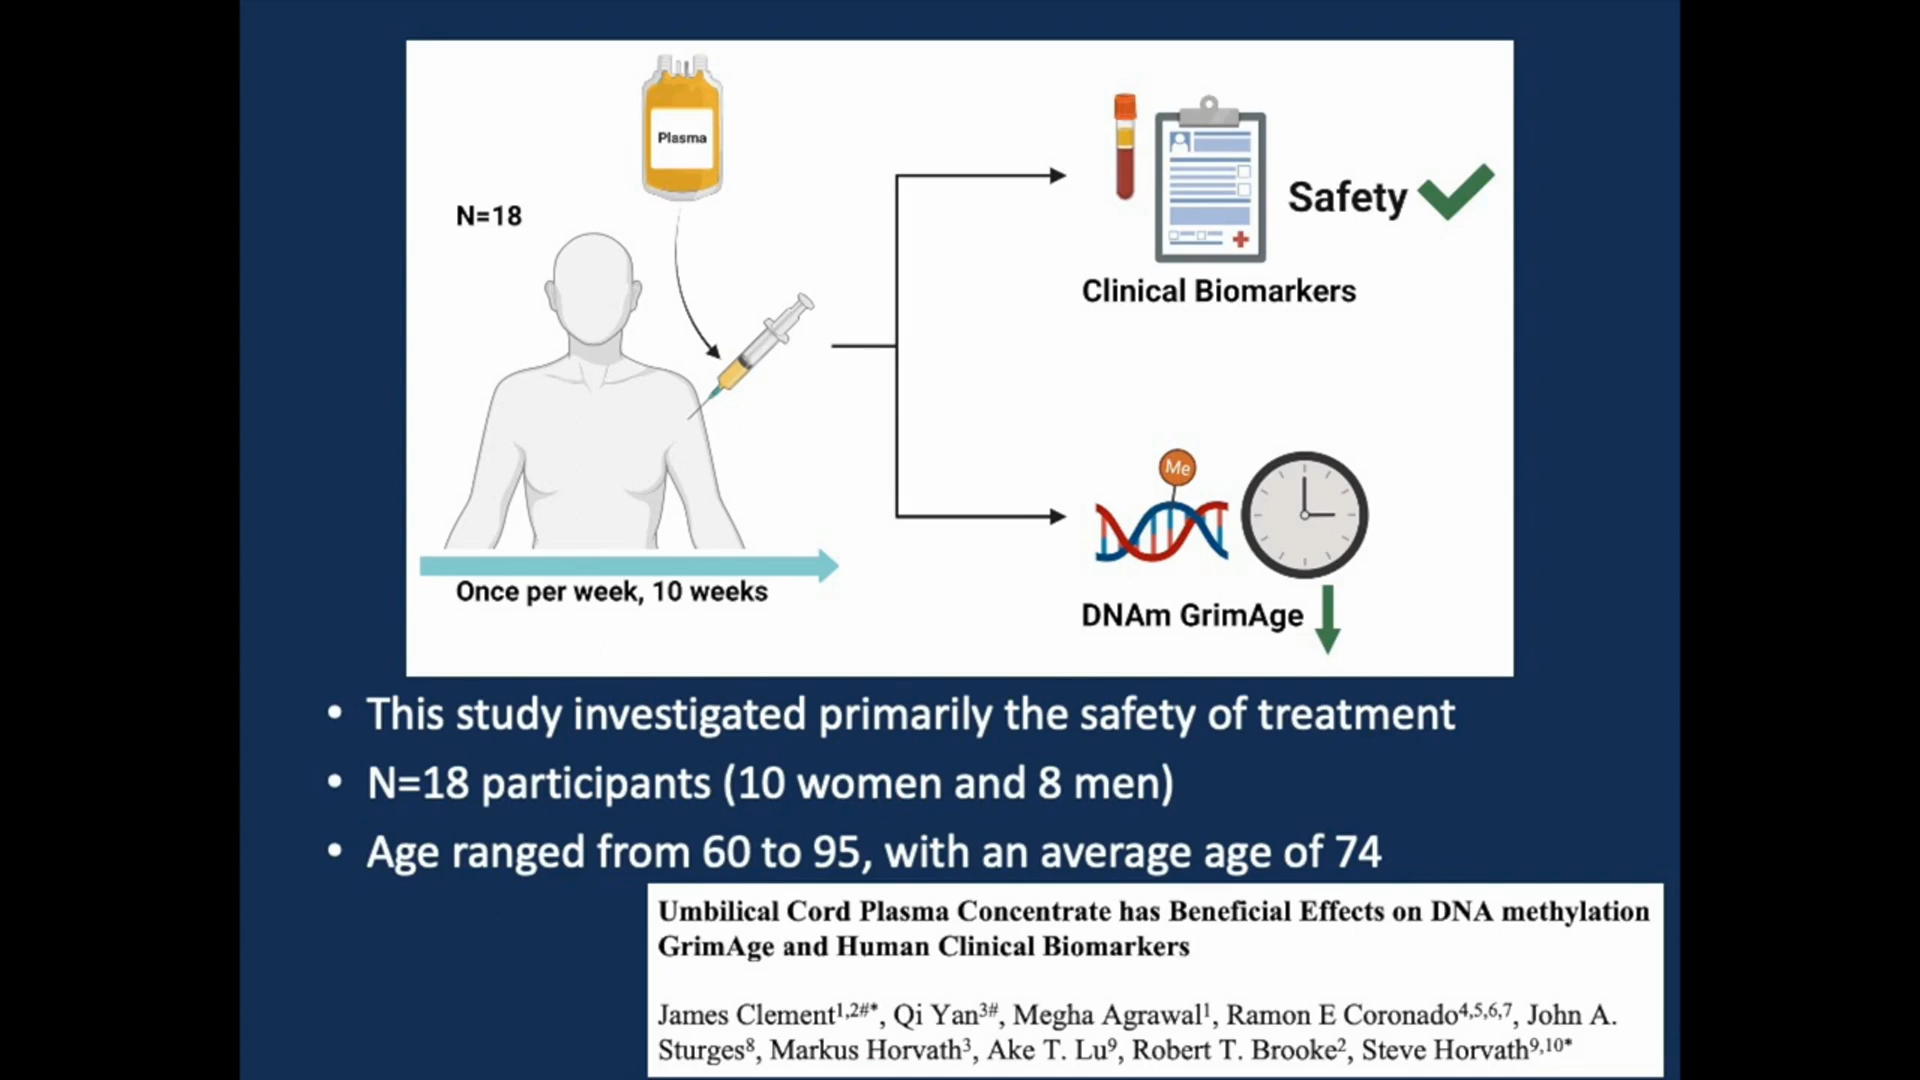 Plasma
N=18
Safety
Clinical Biomarkers
Me
Once per week, 10 weeks
DNAm GrimAge
• This study investigated primarily the safety of treatment
• N=18 participants (10 women and 8 men)
• Age ranged from 60 to 95, with an average age of 74
Umbilical Cord Plasma Concentrate has Beneficial Effects on DNA methylation
GrimAge and Human Clinical Biomarkers
James Clement1,2#*, Qi Yan3#, Megha Agrawal1, Ramon E Coronado4,5,6,7, John A.
Sturges8, Markus Horvath3, Ake T. Lu9, Robert T. Brooke2, Steve Horvath9,10*